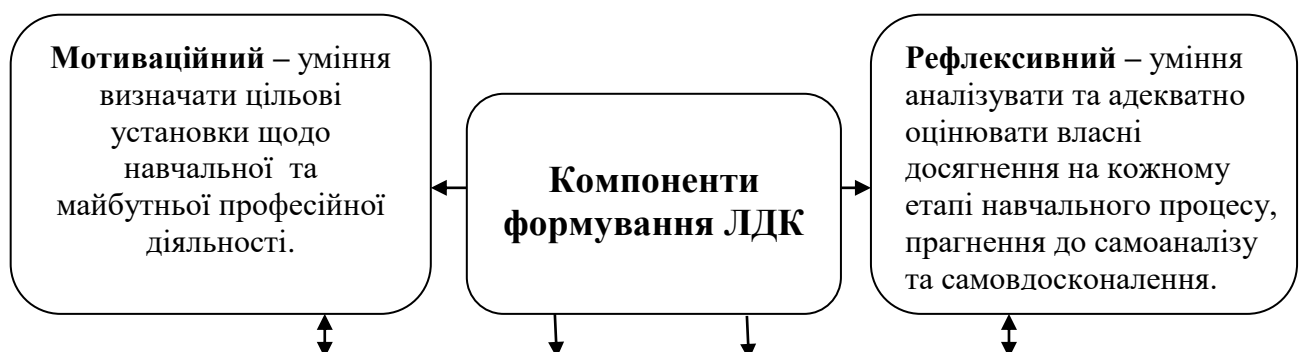 Мотиваційний – уміння
визначати цільові
установки щодо
навчальної та
майбутньої професійної
діяльності.
Компоненти
формування ЛДК
Рефлексивний – уміння
аналізувати та адекватно
оцінювати власні
досягнення на кожному
етапі навчального процесу,
прагнення до самоаналізу
та самовдосконалення.